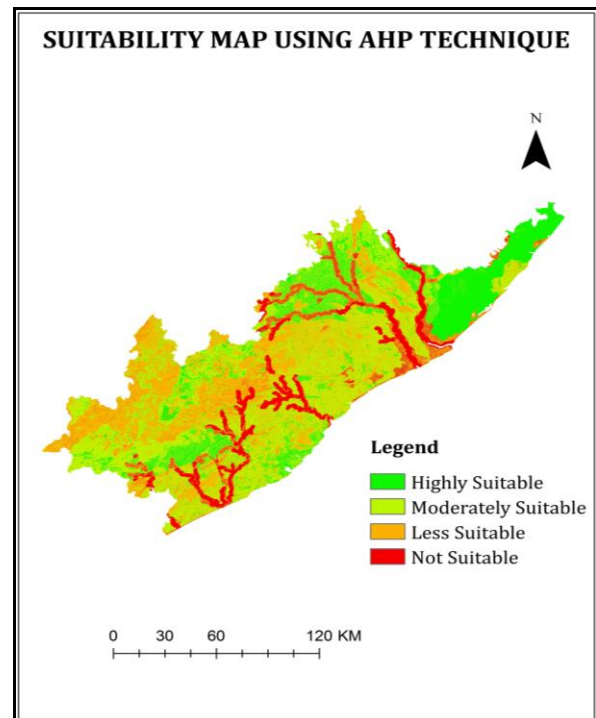 SUITABILITY MAP USING AHP TECHNIQUE
N
Legend
Highly Suitable
Moderately Suitable
Less Suitable
Not Suitable
0 30 60 120 KM